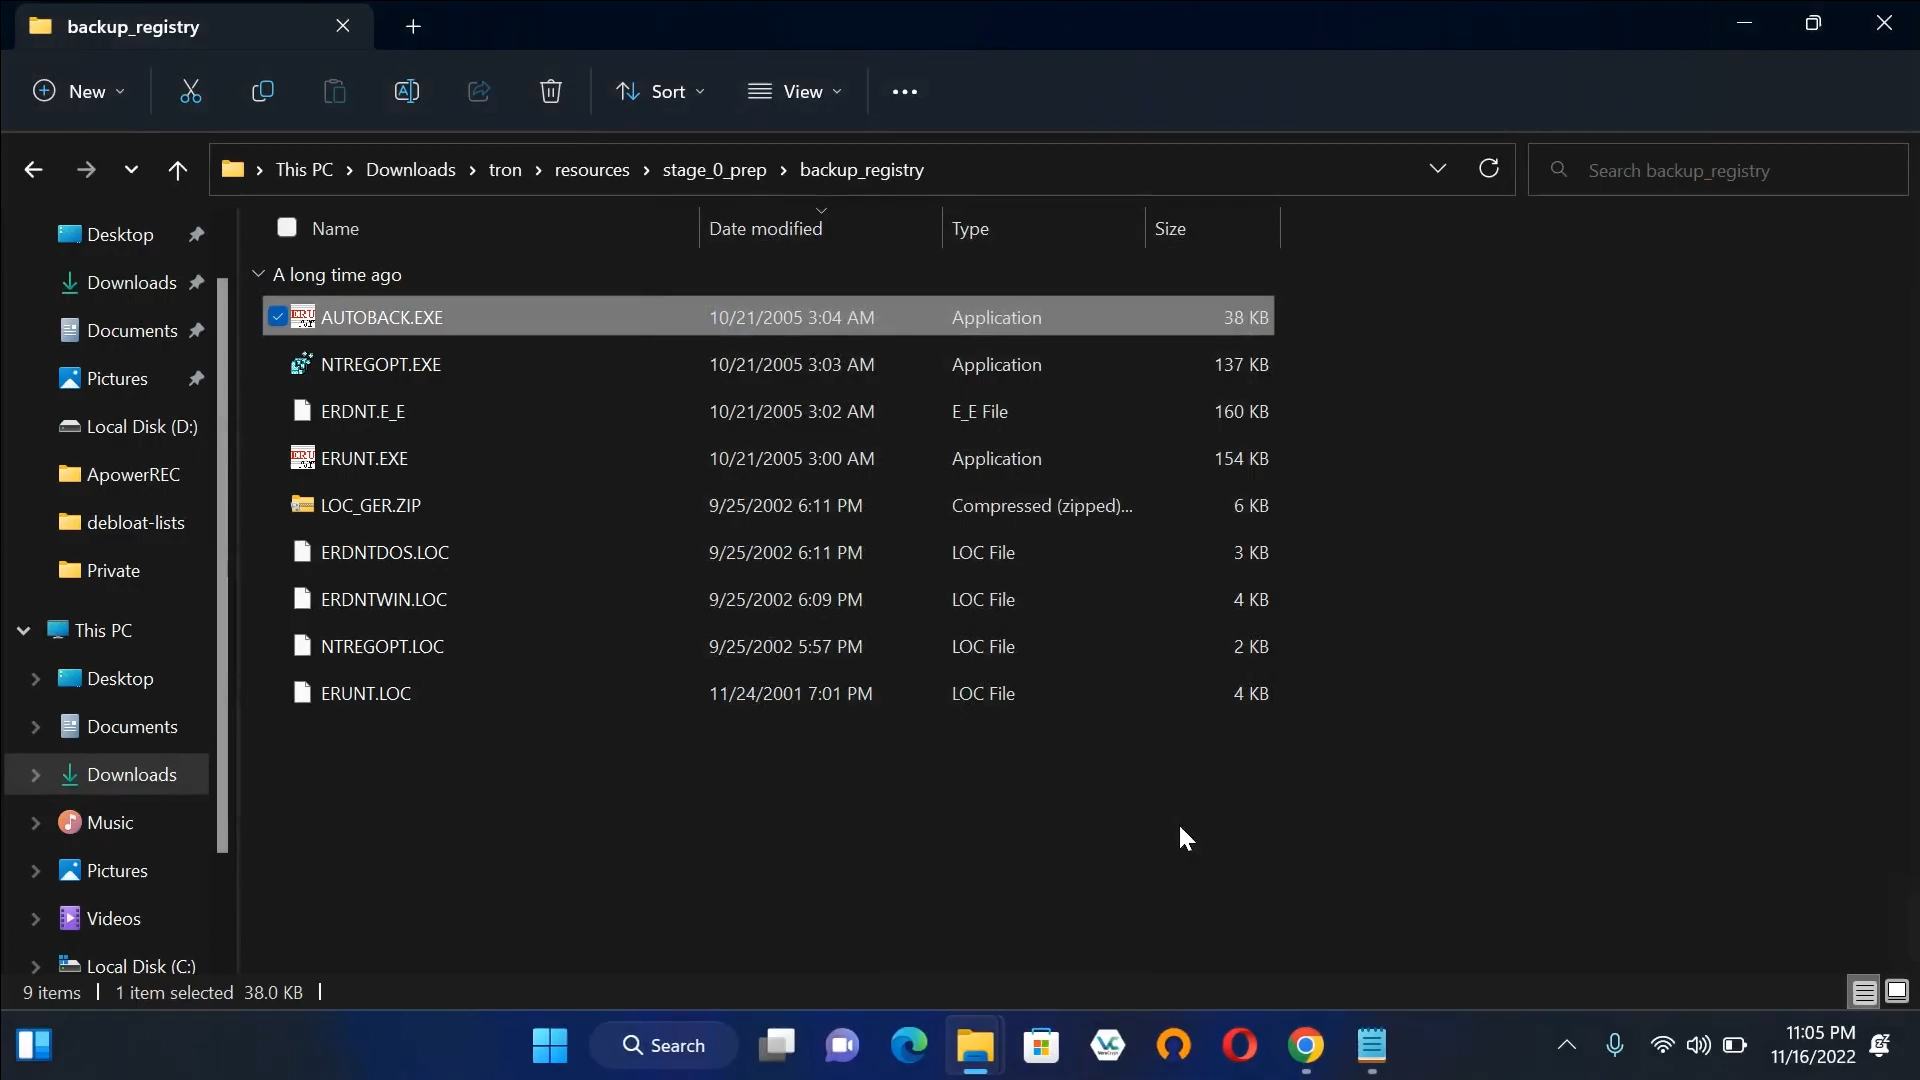 backup_registry
New
Sort
View
This PC
Downloads
tron
resources
stage_0_prep
backup_registry
Search backup_registry
Desktop
Downloads
Documents
Pictures
Local Disk (D:)
ApowerREC
debloat-lists
Private
This PC
Desktop
Documents
Downloads
Music
Pictures
Videos
Local Disk (C:)
Name Date modified Type Size
A long time ago
AUTOBACK.EXE 10/21/2005 3:04 AM Application 38 KB
NTREGOPT.EXE 10/21/2005 3:03 AM Application 137 KB
ERDNT.E_E 10/21/2005 3:02 AM E_E File 160 KB
ERUNT.EXE 10/21/2005 3:00 AM Application 154 KB
LOC_GER.ZIP 9/25/2002 6:11 PM Compressed (zipped)... 6 KB
ERDNTDOS.LOC 9/25/2002 6:11 PM LOC File 3 KB
ERDNTWIN.LOC 9/25/2002 6:09 PM LOC File 4 KB
NTREGOPT.LOC 9/25/2002 5:57 PM LOC File 2 KB
ERUNT.LOC 11/24/2001 7:01 PM LOC File 4 KB
9 items 1 item selected 38.0 KB
Search
11:05 PM
11/16/2022